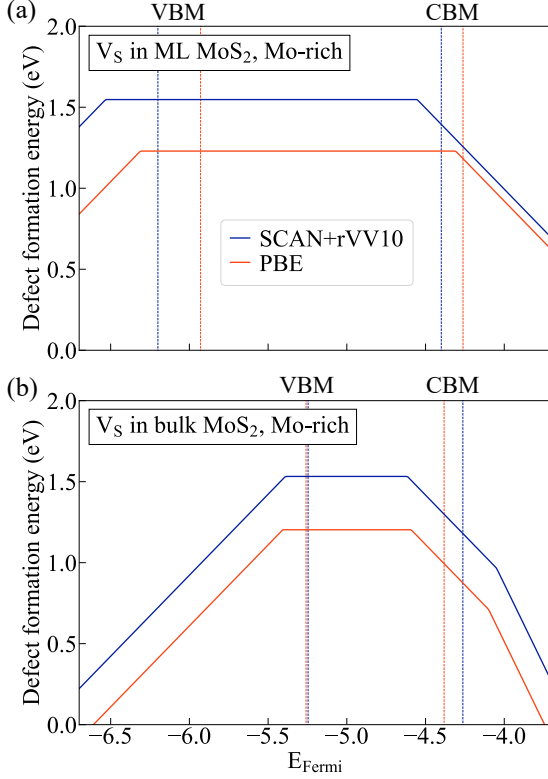 (a)
VBM
CBM
V_S in ML MoS₂, Mo-rich
Defect formation energy (eV)
2.0
1.5
1.0
0.5
0.0
SCAN+rVV10
PBE
(b)
VBM
CBM
V_S in bulk MoS₂, Mo-rich
Defect formation energy (eV)
2.0
1.5
1.0
0.5
0.0
−6.5 −6.0 −5.5 −5.0 −4.5 −4.0
E_Fermi